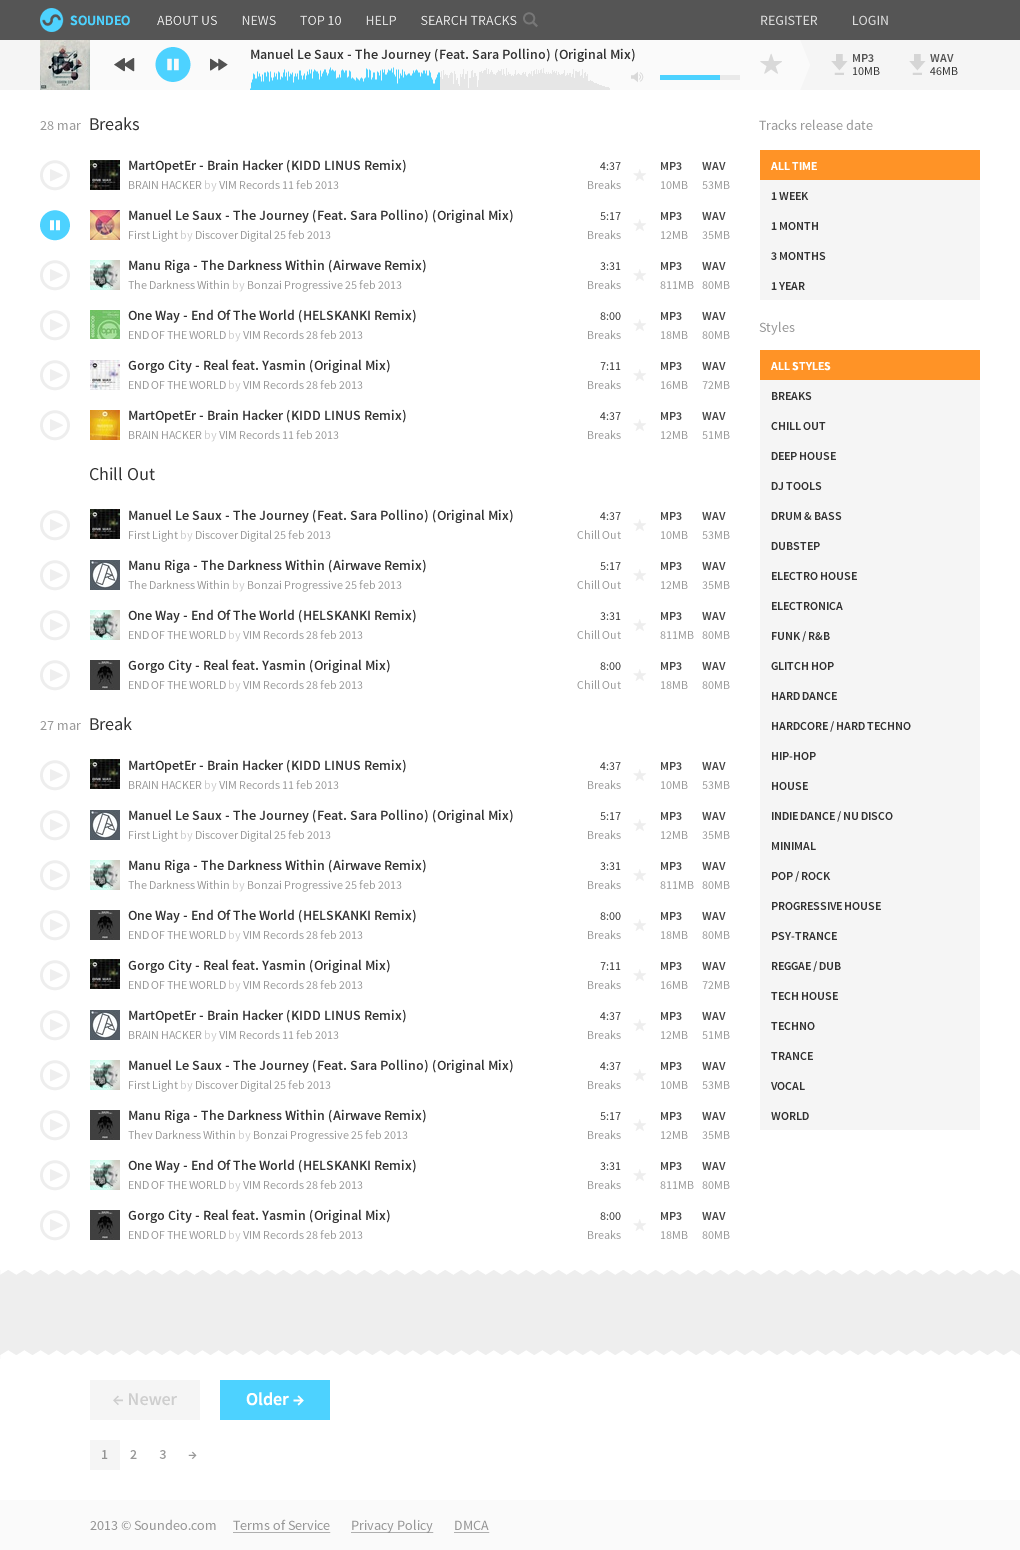 SOUNDEO ABOUT US NEWS TOP 10 HELP SEARCH TRACKS REGISTER LOGIN
Manuel Le Saux - The Journey (Feat. Sara Pollino) (Original Mix)
MP3 WAV
10MB 46MB
28 mar Breaks
MartOpetEr - Brain Hacker (KIDD LINUS Remix) 4:37 MP3 WAV
BRAIN HACKER by VIM Records 11 feb 2013 Breaks 10MB 53MB
Manuel Le Saux - The Journey (Feat. Sara Pollino) (Original Mix) 5:17 MP3 WAV
First Light by Discover Digital 25 feb 2013 Breaks 12MB 35MB
Manu Riga - The Darkness Within (Airwave Remix) 3:31 MP3 WAV
The Darkness Within by Bonzai Progressive 25 feb 2013 Breaks 811MB 80MB
One Way - End Of The World (HELSKANKI Remix) 8:00 MP3 WAV
END OF THE WORLD by VIM Records 28 feb 2013 Breaks 18MB 80MB
Gorgo City - Real feat. Yasmin (Original Mix) 7:11 MP3 WAV
END OF THE WORLD by VIM Records 28 feb 2013 Breaks 16MB 72MB
MartOpetEr - Brain Hacker (KIDD LINUS Remix) 4:37 MP3 WAV
BRAIN HACKER by VIM Records 11 feb 2013 Breaks 12MB 51MB
Chill Out
Manuel Le Saux - The Journey (Feat. Sara Pollino) (Original Mix) 4:37 MP3 WAV
First Light by Discover Digital 25 feb 2013 Chill Out 10MB 53MB
Manu Riga - The Darkness Within (Airwave Remix) 5:17 MP3 WAV
The Darkness Within by Bonzai Progressive 25 feb 2013 Chill Out 12MB 35MB
One Way - End Of The World (HELSKANKI Remix) 3:31 MP3 WAV
END OF THE WORLD by VIM Records 28 feb 2013 Chill Out 811MB 80MB
Gorgo City - Real feat. Yasmin (Original Mix) 8:00 MP3 WAV
END OF THE WORLD by VIM Records 28 feb 2013 Chill Out 18MB 80MB
27 mar Break
MartOpetEr - Brain Hacker (KIDD LINUS Remix) 4:37 MP3 WAV
BRAIN HACKER by VIM Records 11 feb 2013 Breaks 10MB 53MB
Manuel Le Saux - The Journey (Feat. Sara Pollino) (Original Mix) 5:17 MP3 WAV
First Light by Discover Digital 25 feb 2013 Breaks 12MB 35MB
Manu Riga - The Darkness Within (Airwave Remix) 3:31 MP3 WAV
The Darkness Within by Bonzai Progressive 25 feb 2013 Breaks 811MB 80MB
One Way - End Of The World (HELSKANKI Remix) 8:00 MP3 WAV
END OF THE WORLD by VIM Records 28 feb 2013 Breaks 18MB 80MB
Gorgo City - Real feat. Yasmin (Original Mix) 7:11 MP3 WAV
END OF THE WORLD by VIM Records 28 feb 2013 Breaks 16MB 72MB
MartOpetEr - Brain Hacker (KIDD LINUS Remix) 4:37 MP3 WAV
BRAIN HACKER by VIM Records 11 feb 2013 Breaks 12MB 51MB
Manuel Le Saux - The Journey (Feat. Sara Pollino) (Original Mix) 4:37 MP3 WAV
First Light by Discover Digital 25 feb 2013 Breaks 10MB 53MB
Manu Riga - The Darkness Within (Airwave Remix) 5:17 MP3 WAV
Thev Darkness Within by Bonzai Progressive 25 feb 2013 Breaks 12MB 35MB
One Way - End Of The World (HELSKANKI Remix) 3:31 MP3 WAV
END OF THE WORLD by VIM Records 28 feb 2013 Breaks 811MB 80MB
Gorgo City - Real feat. Yasmin (Original Mix) 8:00 MP3 WAV
END OF THE WORLD by VIM Records 28 feb 2013 Breaks 18MB 80MB
Tracks release date
ALL TIME
1 WEEK
1 MONTH
3 MONTHS
1 YEAR
Styles
ALL STYLES
BREAKS
CHILL OUT
DEEP HOUSE
DJ TOOLS
DRUM & BASS
DUBSTEP
ELECTRO HOUSE
ELECTRONICA
FUNK / R&B
GLITCH HOP
HARD DANCE
HARDCORE / HARD TECHNO
HIP-HOP
HOUSE
INDIE DANCE / NU DISCO
MINIMAL
POP / ROCK
PROGRESSIVE HOUSE
PSY-TRANCE
REGGAE / DUB
TECH HOUSE
TECHNO
TRANCE
VOCAL
WORLD
← Newer Older →
1 2 3 →
2013 © Soundeo.com Terms of Service Privacy Policy DMCA